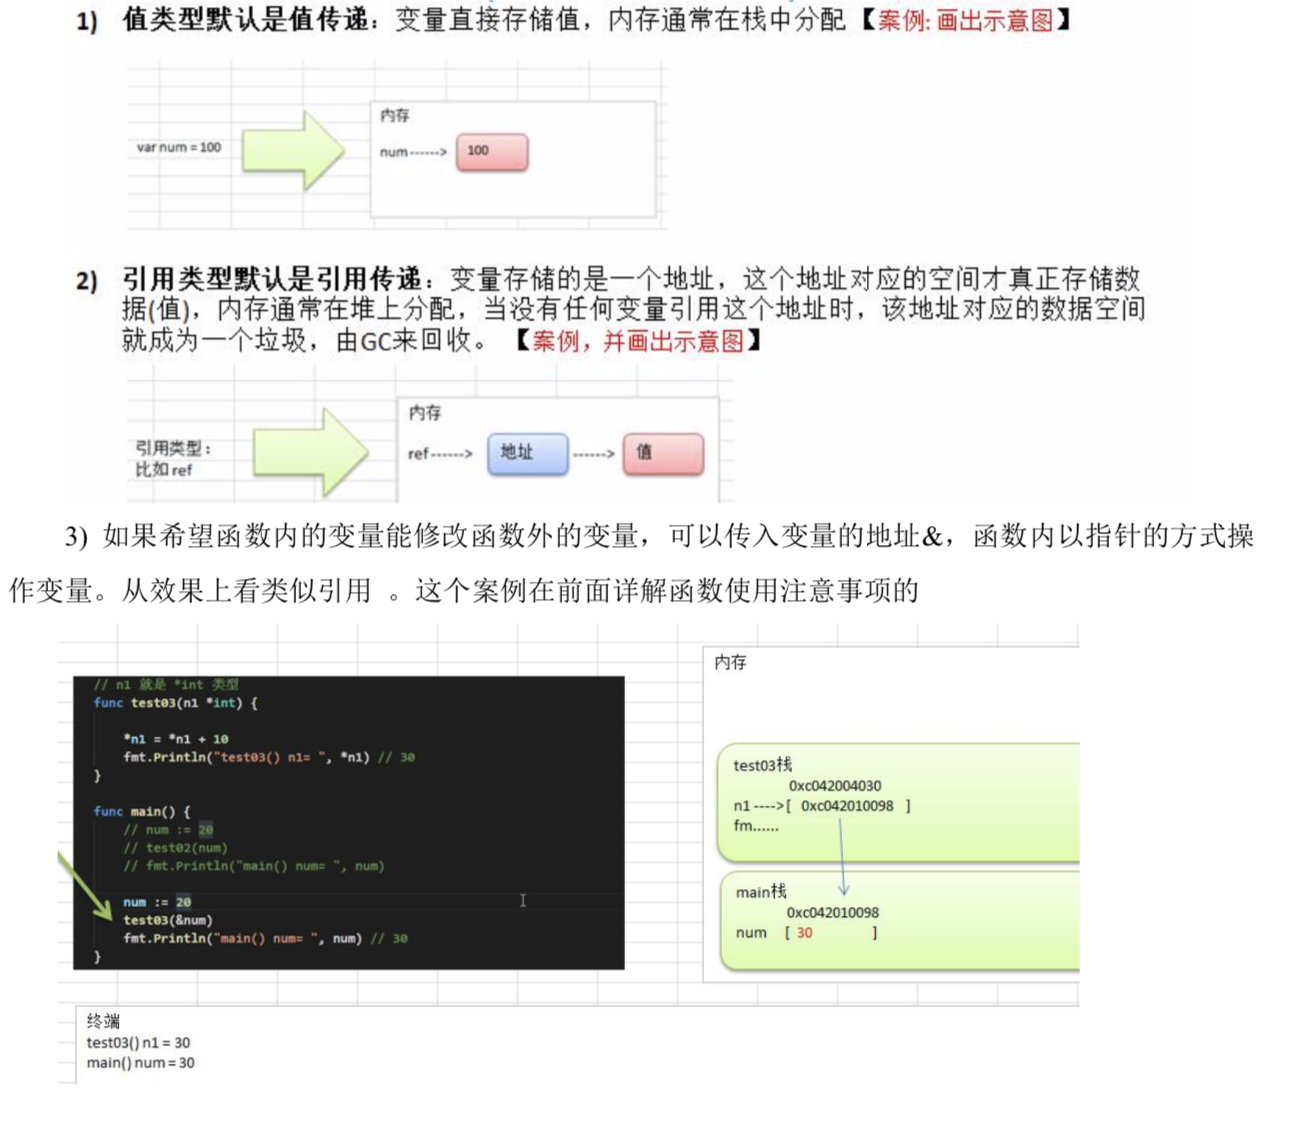 1) 值类型默认是值传递：变量直接存储值，内存通常在栈中分配【案例: 画出示意图】
var num = 100
内存
num------>
100
2) 引用类型默认是引用传递：变量存储的是一个地址，这个地址对应的空间才真正存储数
据(值)，内存通常在堆上分配，当没有任何变量引用这个地址时，该地址对应的数据空间
就成为一个垃圾，由GC来回收。【案例，并画出示意图】
引用类型：
比如 ref
内存
ref------> 地址 ------> 值
3) 如果希望函数内的变量能修改函数外的变量，可以传入变量的地址&，函数内以指针的方式操
作变量。从效果上看类似引用 。这个案例在前面详解函数使用注意事项的
// n1 就是 *int 类型
func test03(n1 *int) {
*n1 = *n1 + 10
fmt.Println("test03() n1= ", *n1) // 30
}
func main() {
// num := 20
// test02(num)
// fmt.Println("main() num= ", num)
num := 20
test03(&num)
fmt.Println("main() num= ", num) // 30
}
内存
test03栈
0xc042004030
n1---->[ 0xc042010098 ]
fm......
main栈
0xc042010098
num [ 30 ]
终端
test03() n1 = 30
main() num = 30